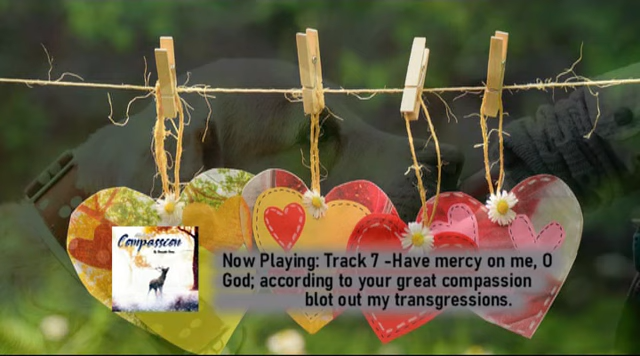 Compassion
Now Playing: Track 7 -Have mercy on me, O
God; according to your great compassion
blot out my transgressions.